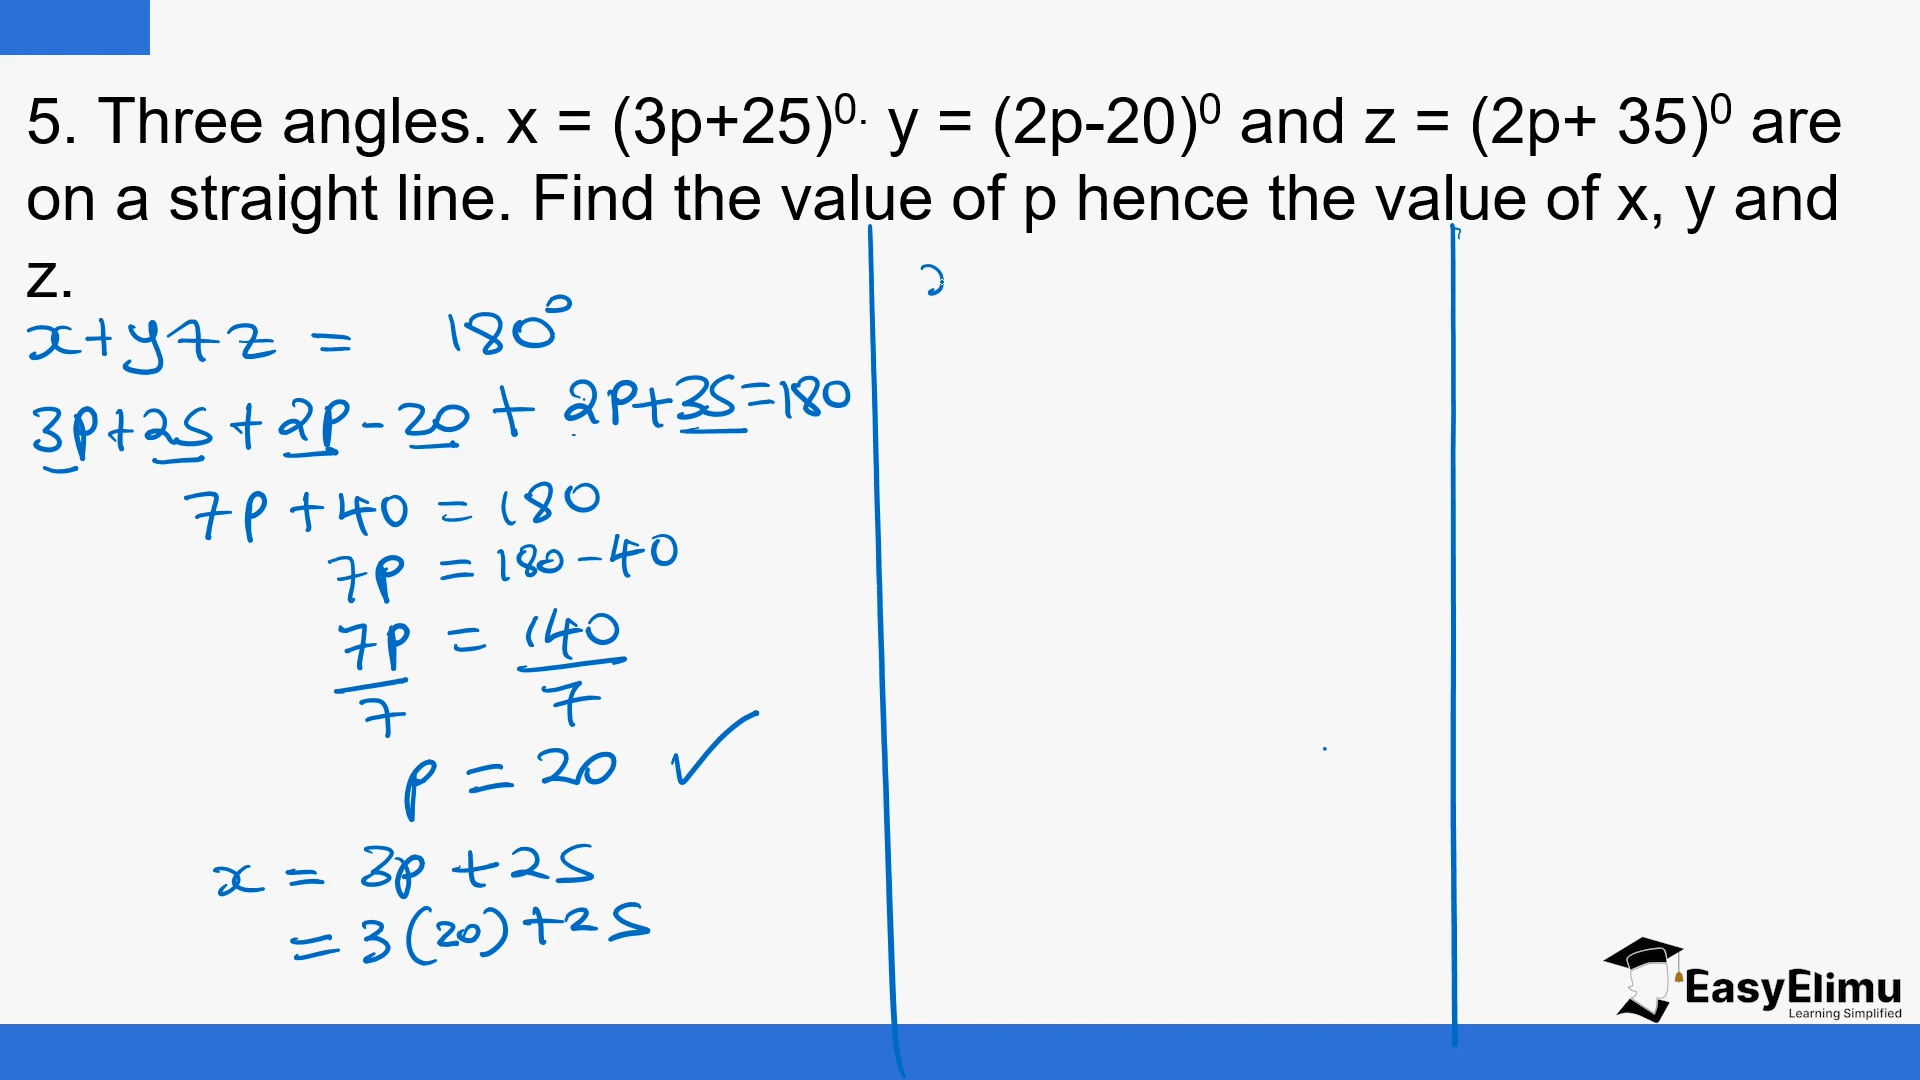 5. Three angles. x = (3p+25)⁰· y = (2p-20)⁰ and z = (2p+ 35)⁰ are
on a straight line. Find the value of p hence the value of x, y and
z.
x+y+z = 180°
3p+25+2p-20+2p+35=180
7p+40 = 180
7p = 180-40
7p = 140
7 7
p = 20 ✓
x = 3p+25
= 3(20)+25
EasyElimu
Learning Simplified